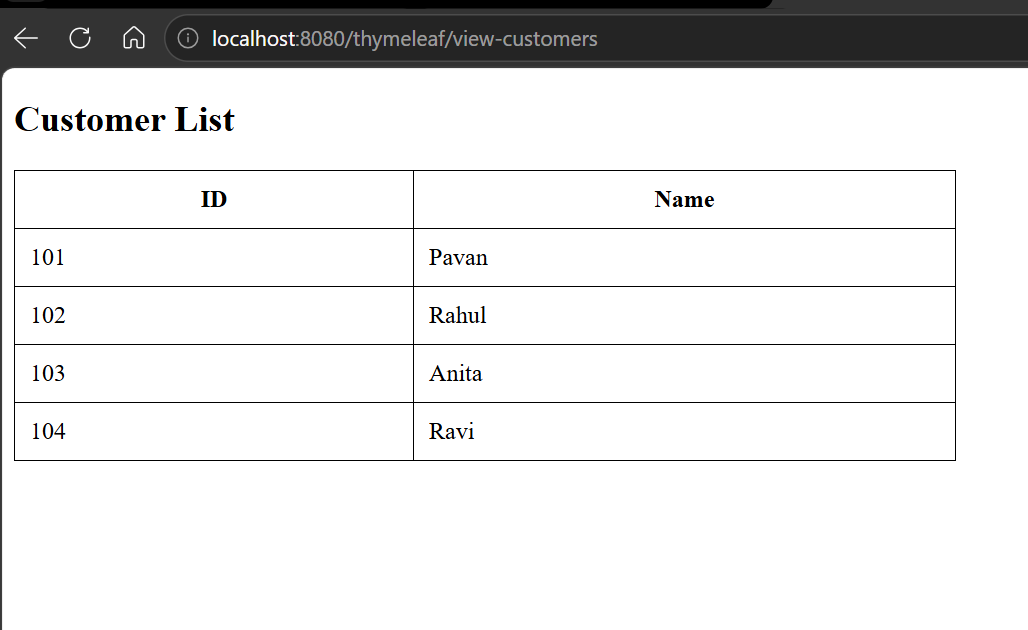 localhost:8080/thymeleaf/view-customers
Customer List
ID Name
101 Pavan
102 Rahul
103 Anita
104 Ravi